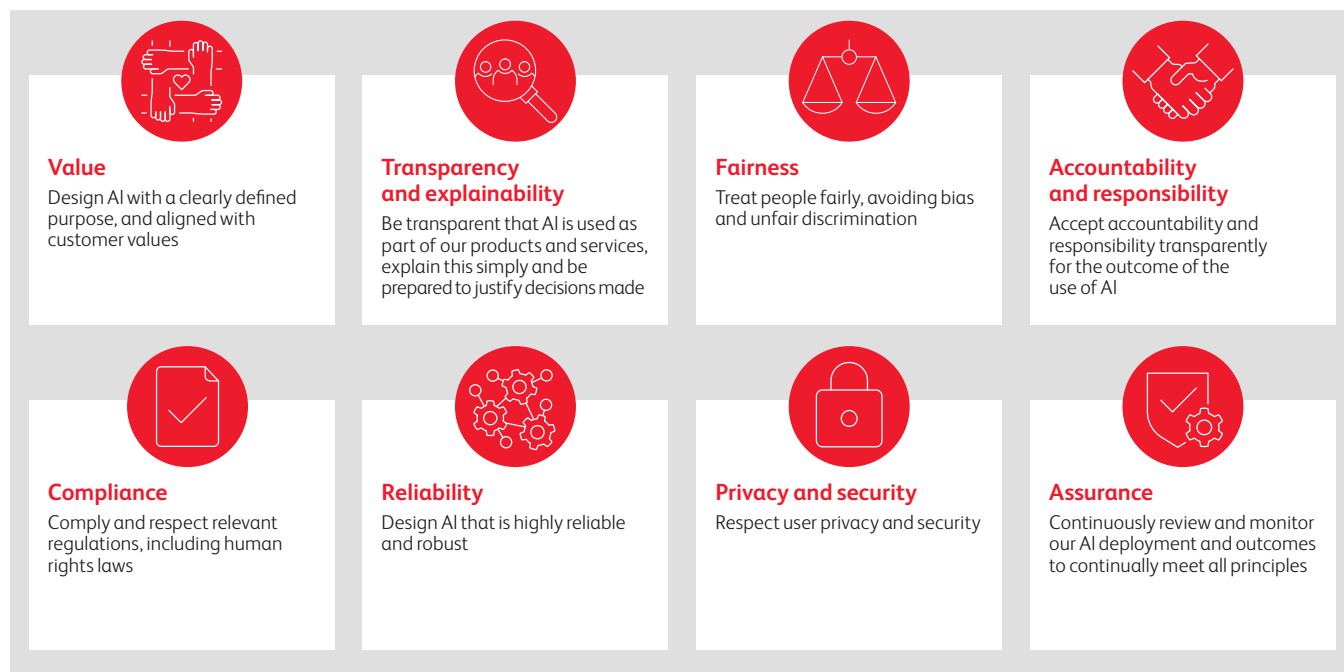 Value
Design AI with a clearly defined
purpose, and aligned with
customer values
Transparency
and explainability
Be transparent that AI is used as
part of our products and services,
explain this simply and be
prepared to justify decisions made
Fairness
Treat people fairly, avoiding bias
and unfair discrimination
Accountability
and responsibility
Accept accountability and
responsibility transparently
for the outcome of the
use of AI
Compliance
Comply and respect relevant
regulations, including human
rights laws
Reliability
Design AI that is highly reliable
and robust
Privacy and security
Respect user privacy and security
Assurance
Continuously review and monitor
our AI deployment and outcomes
to continually meet all principles